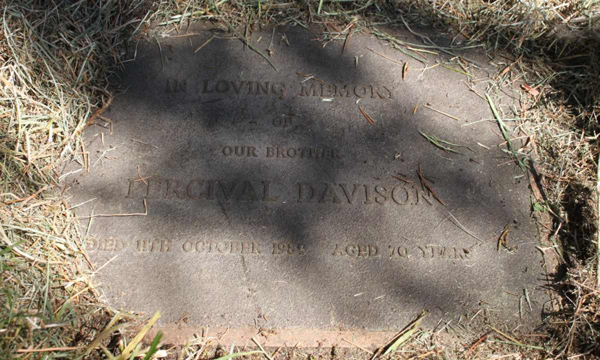 IN LOVING MEMORY
OF
OUR BROTHER
PERCIVAL DAVISON
DIED 11TH OCTOBER AGED 70 YEARS